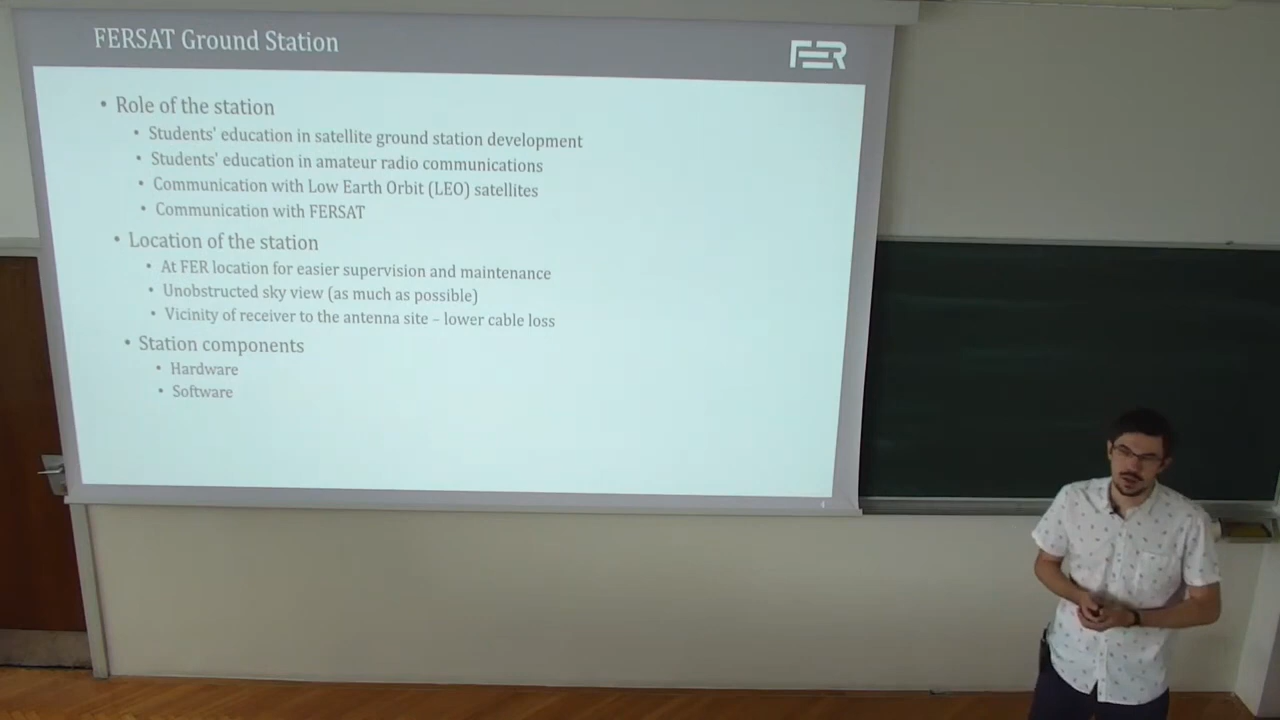 FERSAT Ground Station
FER
• Role of the station
• Students' education in satellite ground station development
• Students' education in amateur radio communications
• Communication with Low Earth Orbit (LEO) satellites
• Communication with FERSAT
• Location of the station
• At FER location for easier supervision and maintenance
• Unobstructed sky view (as much as possible)
• Vicinity of receiver to the antenna site – lower cable loss
• Station components
• Hardware
• Software